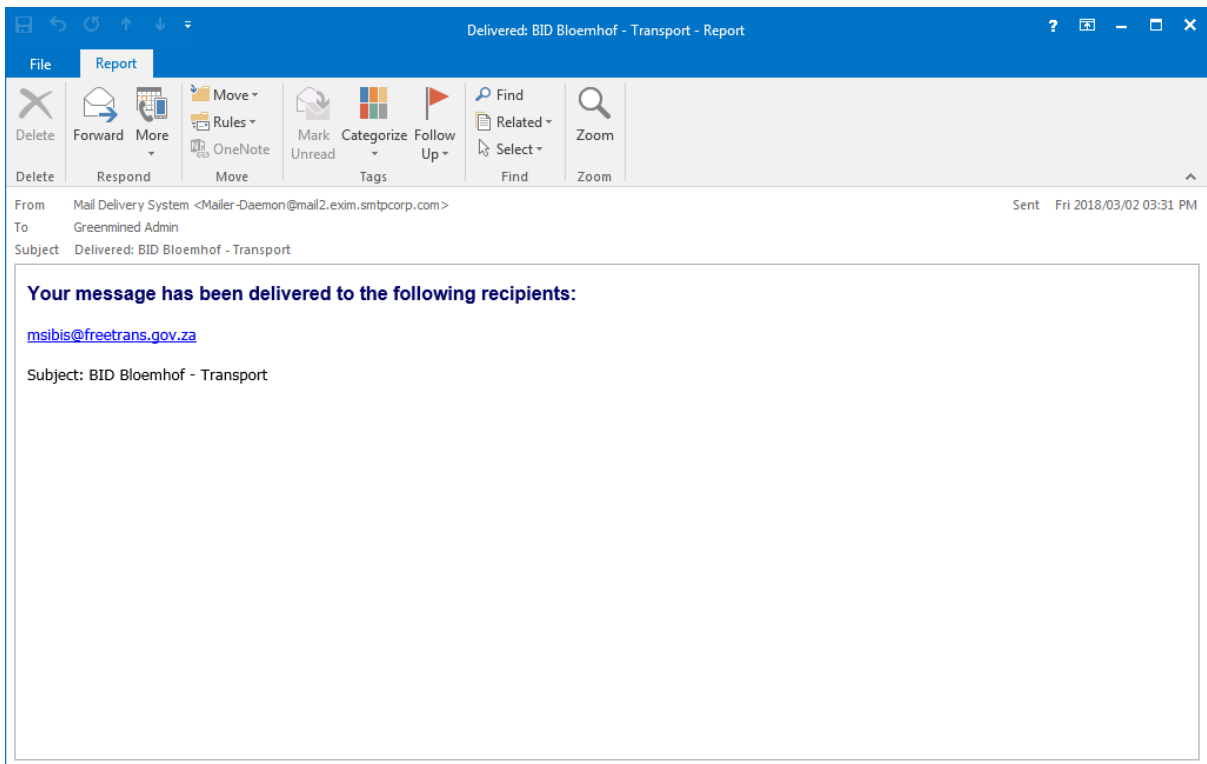 Delivered: BID Bloemhof - Transport - Report
?
File Report
Delete
Forward
More
Move
Rules
OneNote
Mark Unread
Categorize
Follow Up
Find
Related
Select
Zoom
Delete Respond Move Tags Find Zoom
From Mail Delivery System <Mailer-Daemon@mail2.exim.smtpcorp.com> Sent Fri 2018/03/02 03:31 PM
To Greenmined Admin
Subject Delivered: BID Bloemhof - Transport
Your message has been delivered to the following recipients:
msibis@freetrans.gov.za
Subject: BID Bloemhof - Transport